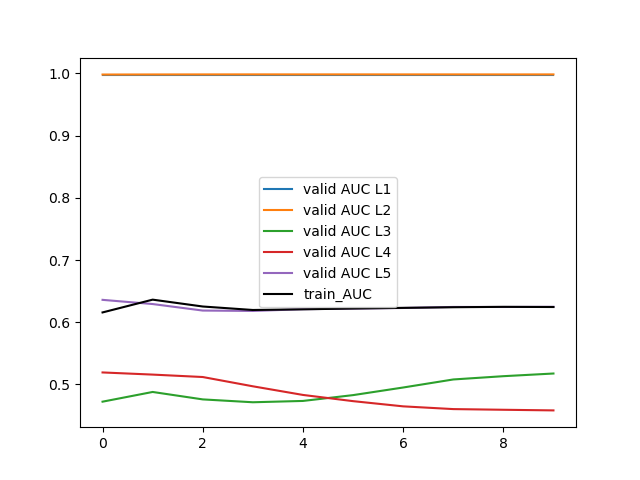 1.0
0.9
0.8
0.7
0.6
0.5
valid AUC L1
valid AUC L2
valid AUC L3
valid AUC L4
valid AUC L5
train_AUC
0 2 4 6 8